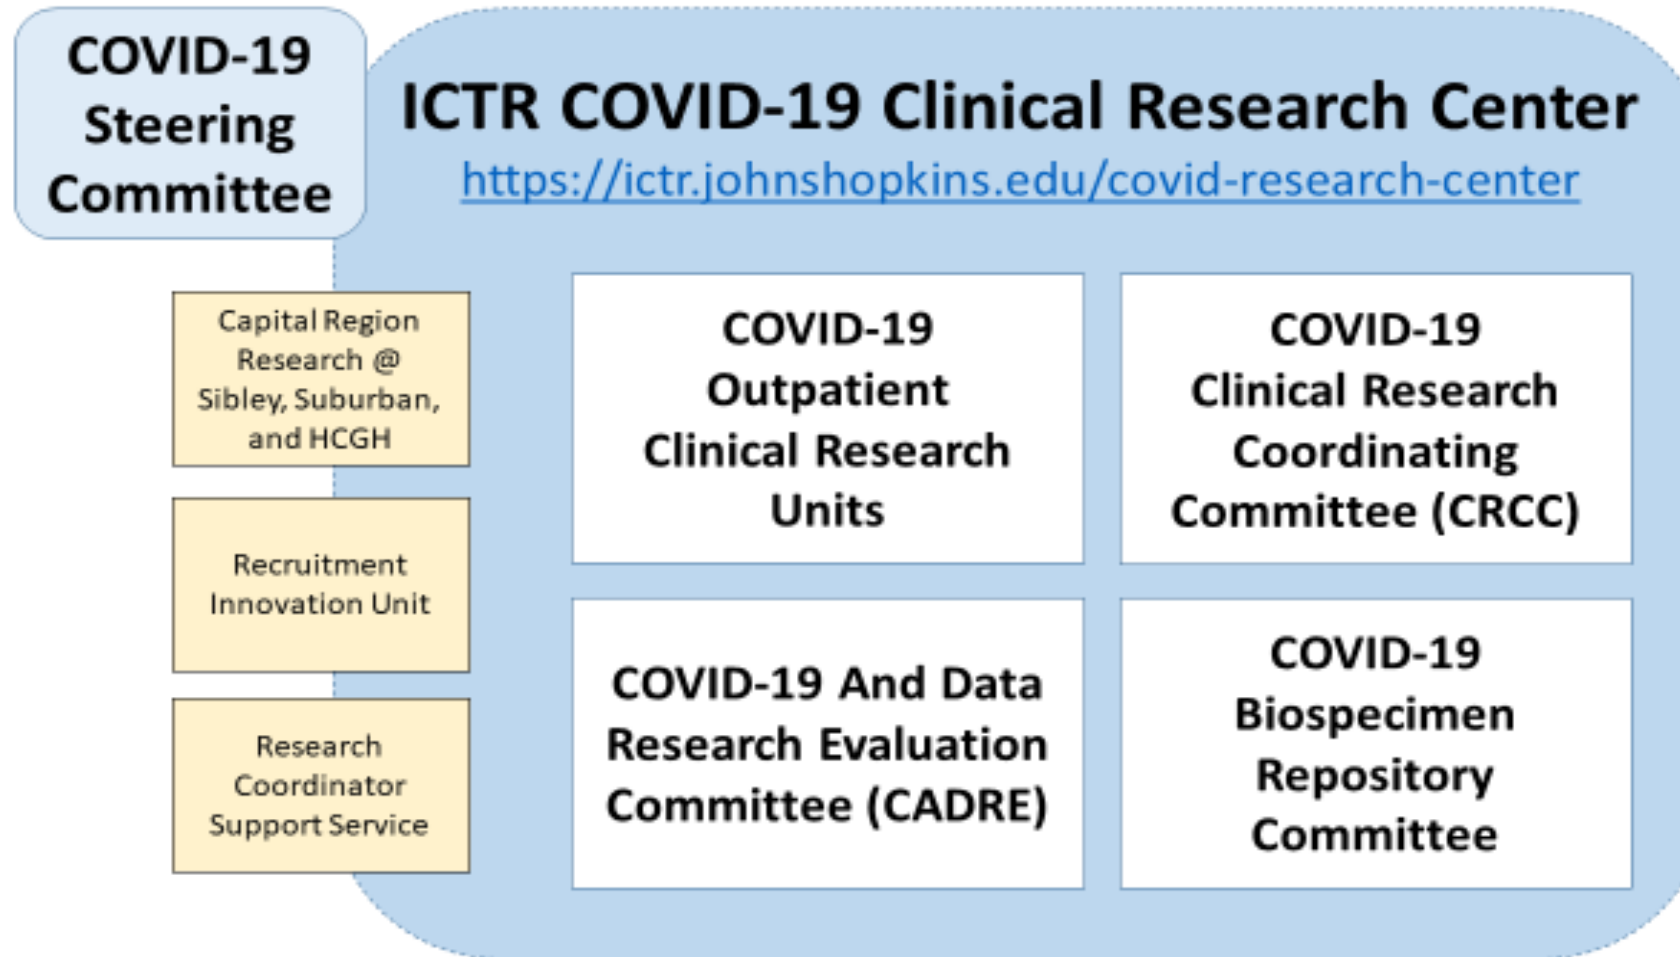 COVID-19
Steering
Committee
ICTR COVID-19 Clinical Research Center
https://ictr.johnshopkins.edu/covid-research-center
Capital Region
Research @
Sibley, Suburban,
and HCGH
Recruitment
Innovation Unit
Research
Coordinator
Support Service
COVID-19
Outpatient
Clinical Research
Units
COVID-19
Clinical Research
Coordinating
Committee (CRCC)
COVID-19 And Data
Research Evaluation
Committee (CADRE)
COVID-19
Biospecimen
Repository
Committee